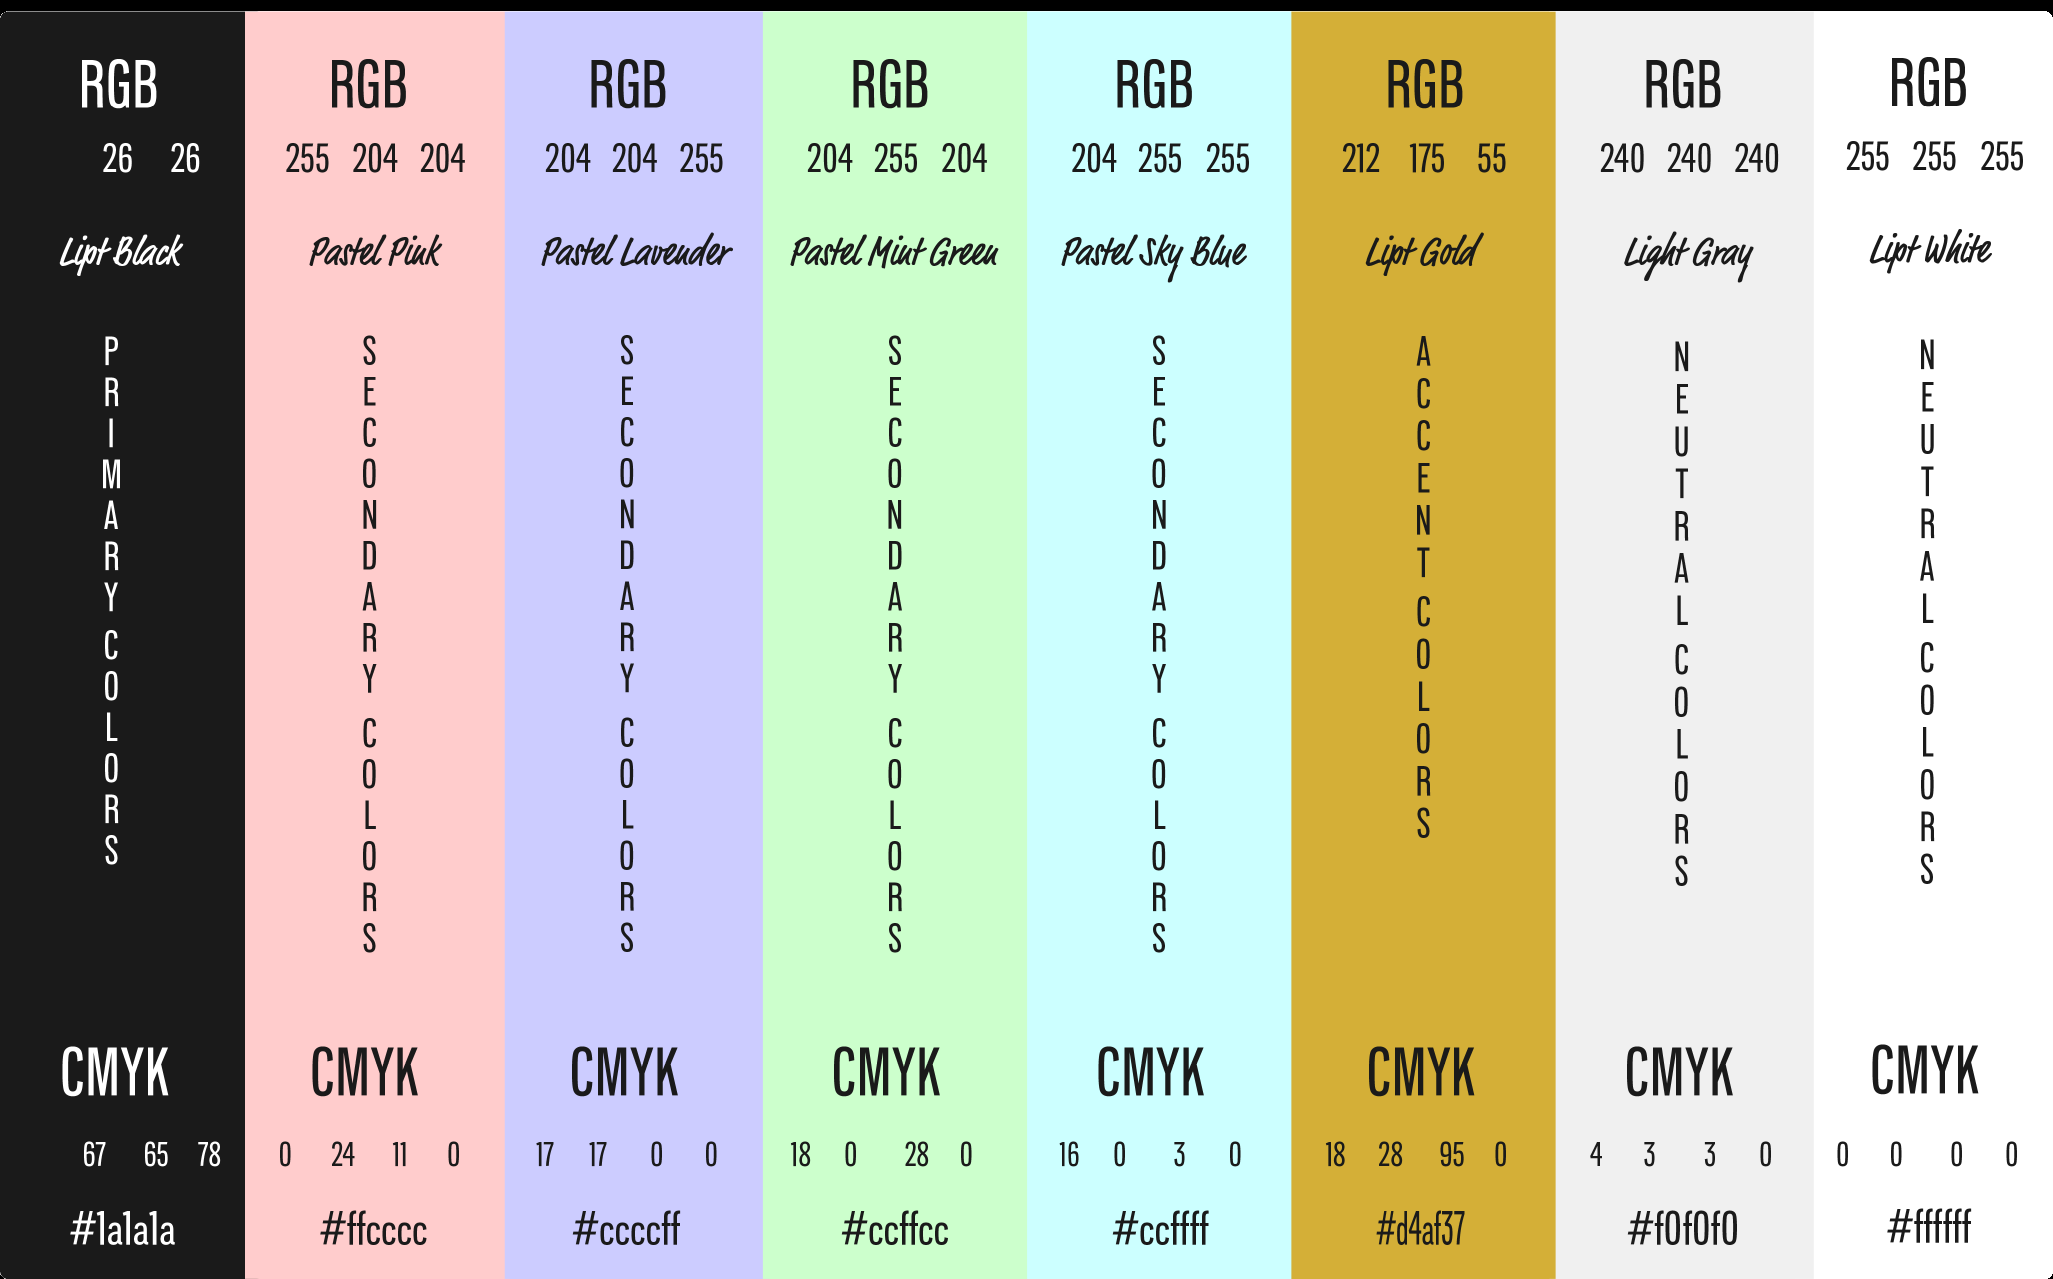 RGB
26 26
Lipt Black
PRIMARY COLORS
CMYK
67 65 78
#1a1a1a
RGB
255 204 204
Pastel Pink
SECONDARY COLORS
CMYK
0 24 11 0
#ffcccc
RGB
204 204 255
Pastel Lavender
SECONDARY COLORS
CMYK
17 17 0 0
#ccccff
RGB
204 255 204
Pastel Mint Green
SECONDARY COLORS
CMYK
18 0 28 0
#ccffcc
RGB
204 255 255
Pastel Sky Blue
SECONDARY COLORS
CMYK
16 0 3 0
#ccffff
RGB
212 175 55
Lipt Gold
ACCENT COLORS
CMYK
18 28 95 0
#d4af37
RGB
240 240 240
Light Gray
NEUTRAL COLORS
CMYK
4 3 3 0
#f0f0f0
RGB
255 255 255
Lipt White
NEUTRAL COLORS
CMYK
0 0 0 0
#ffffff